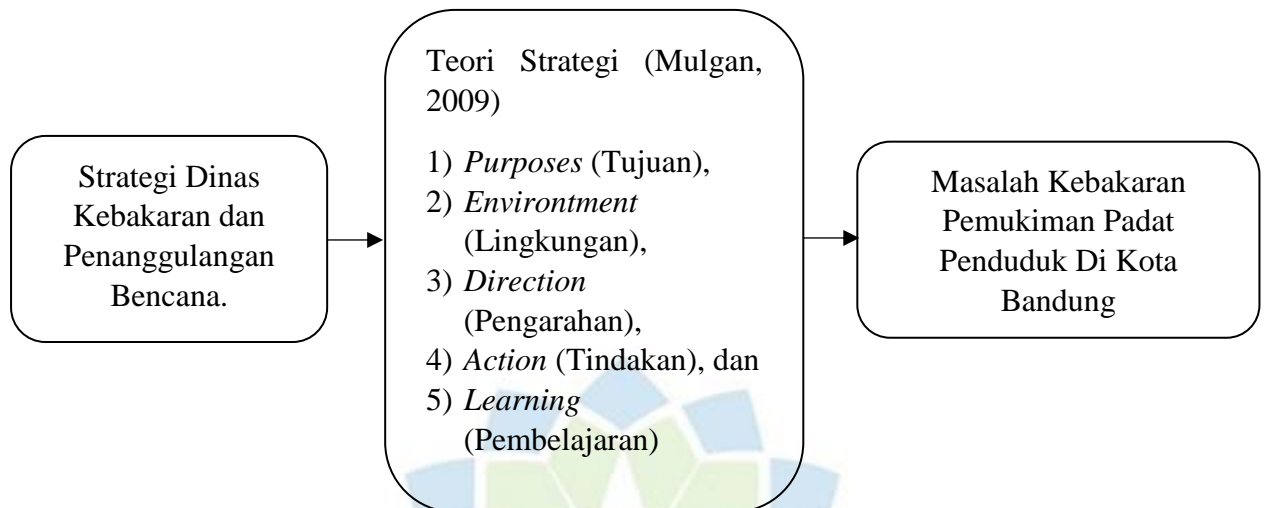 Strategi Dinas
Kebakaran dan
Penanggulangan
Bencana.
Teori Strategi (Mulgan,
2009)
1) Purposes (Tujuan),
2) Environtment
(Lingkungan),
3) Direction
(Pengarahan),
4) Action (Tindakan), dan
5) Learning
(Pembelajaran)
Masalah Kebakaran
Pemukiman Padat
Penduduk Di Kota
Bandung